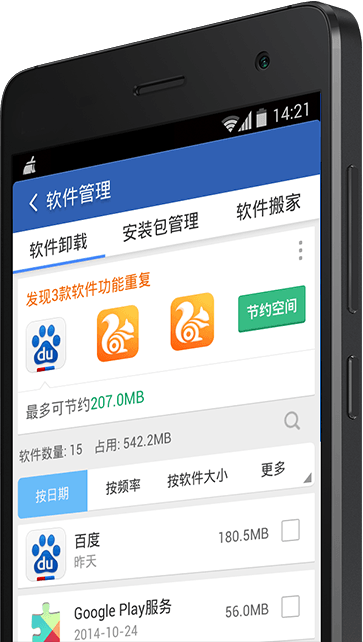 14:21
软件管理
软件卸载 安装包管理 软件搬家
发现3款软件功能重复
du
节约空间
最多可节约207.0MB
软件数量: 15 占用: 542.2MB
按日期 按频率 按软件大小 更多
du
百度 180.5MB
昨天
Google Play服务 56.0MB
2014-10-24